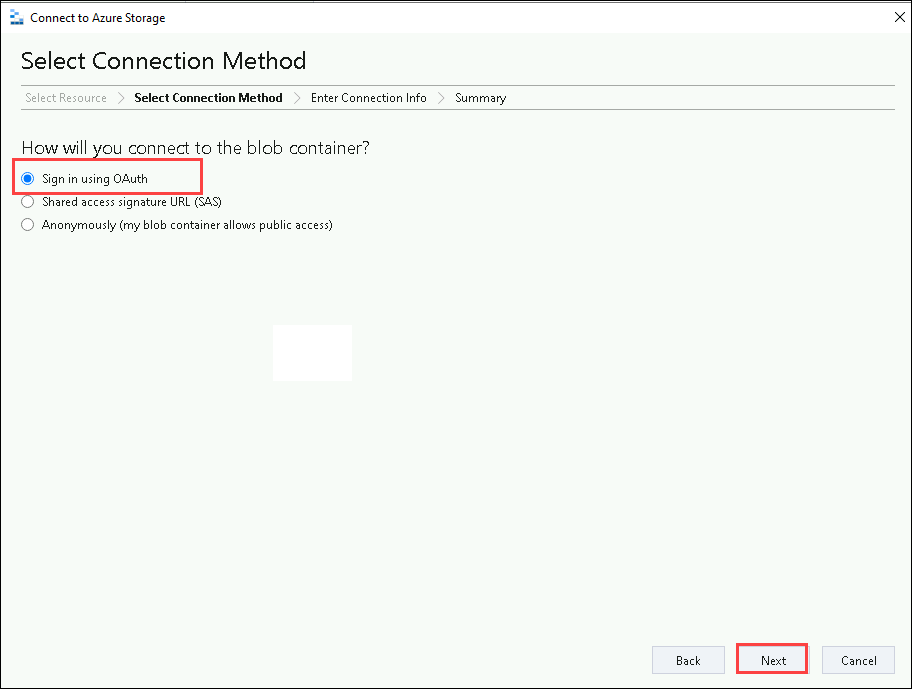 Connect to Azure Storage
Select Connection Method
Select Resource Select Connection Method Enter Connection Info Summary
How will you connect to the blob container?
Sign in using OAuth
Shared access signature URL (SAS)
Anonymously (my blob container allows public access)
Back Next Cancel